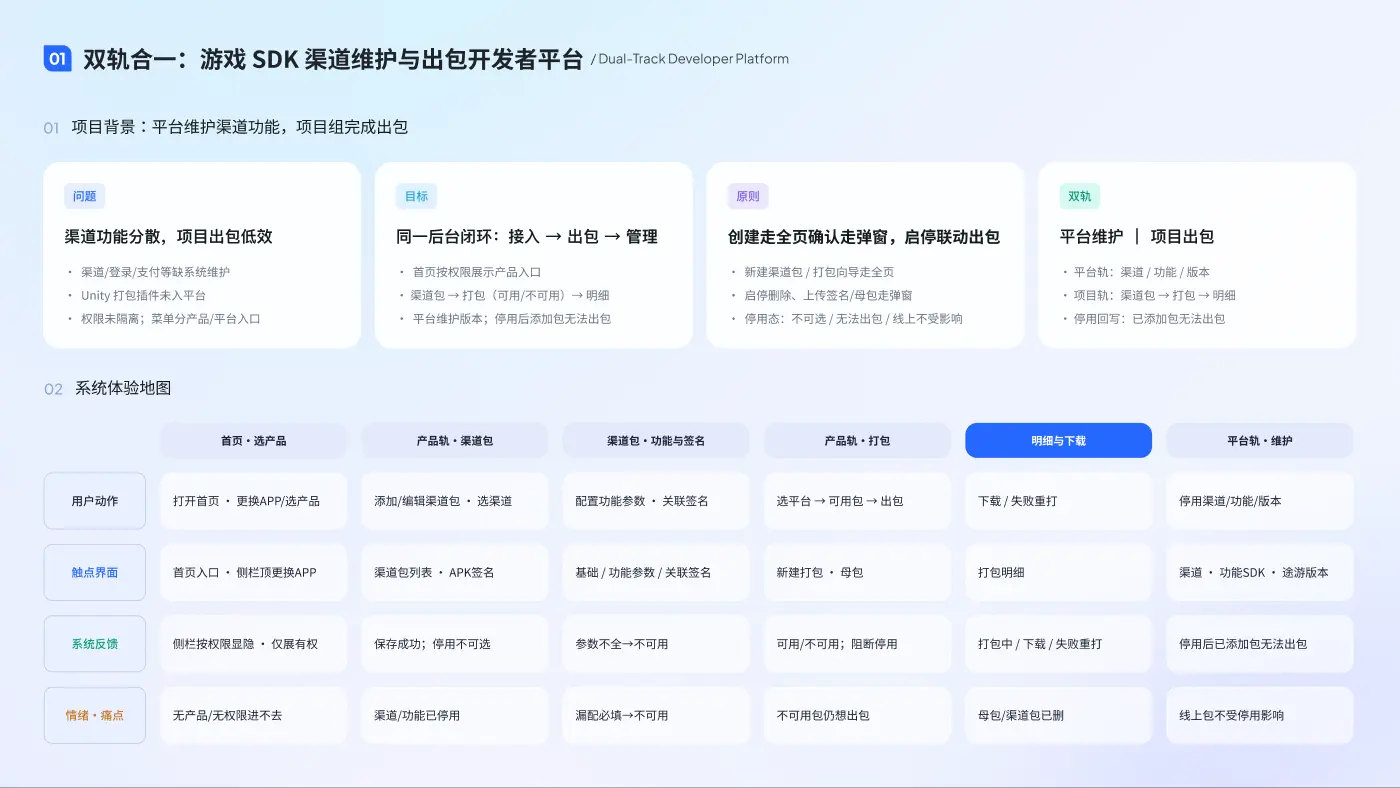 01 双轨合一：游戏 SDK 渠道维护与出包开发者平台 / Dual-Track Developer Platform
01 项目背景：平台维护渠道功能，项目组完成出包
问题
渠道功能分散，项目出包低效
• 渠道/登录/支付等缺系统维护
• Unity 打包插件未入平台
• 权限未隔离；菜单分产品/平台入口
目标
同一后台闭环：接入 → 出包 → 管理
• 首页按权限展示产品入口
• 渠道包 → 打包（可用/不可用）→ 明细
• 平台维护版本；停用后添加包无法出包
原则
创建走全页确认走弹窗，启停联动出包
• 新建渠道包 / 打包向导走全页
• 启停删除、上传签名/母包走弹窗
• 停用态：不可选 / 无法出包 / 线上不受影响
双轨
平台维护 ｜ 项目出包
• 平台轨：渠道 / 功能 / 版本
• 项目轨：渠道包 → 打包 → 明细
• 停用回写：已添加包无法出包
02 系统体验地图
首页 • 选产品
产品轨 • 渠道包
渠道包 • 功能与签名
产品轨 • 打包
明细与下载
平台轨 • 维护
用户动作
打开首页 • 更换APP/选产品
添加/编辑渠道包 • 选渠道
配置功能参数 • 关联签名
选平台 → 可用包 → 出包
下载 / 失败重打
停用渠道/功能/版本
触点界面
首页入口 • 侧栏顶更换APP
渠道包列表 • APK签名
基础 / 功能参数 / 关联签名
新建打包 • 母包
打包明细
渠道 • 功能SDK • 途游版本
系统反馈
侧栏按权限显隐 • 仅展有权
保存成功；停用不可选
参数不全→不可用
可用/不可用；阻断停用
打包中 / 下载 / 失败重打
停用后已添加包无法出包
情绪 • 痛点
无产品/无权限进不去
渠道/功能已停用
漏配必填→不可用
不可用包仍想出包
母包/渠道包已删
线上包不受停用影响